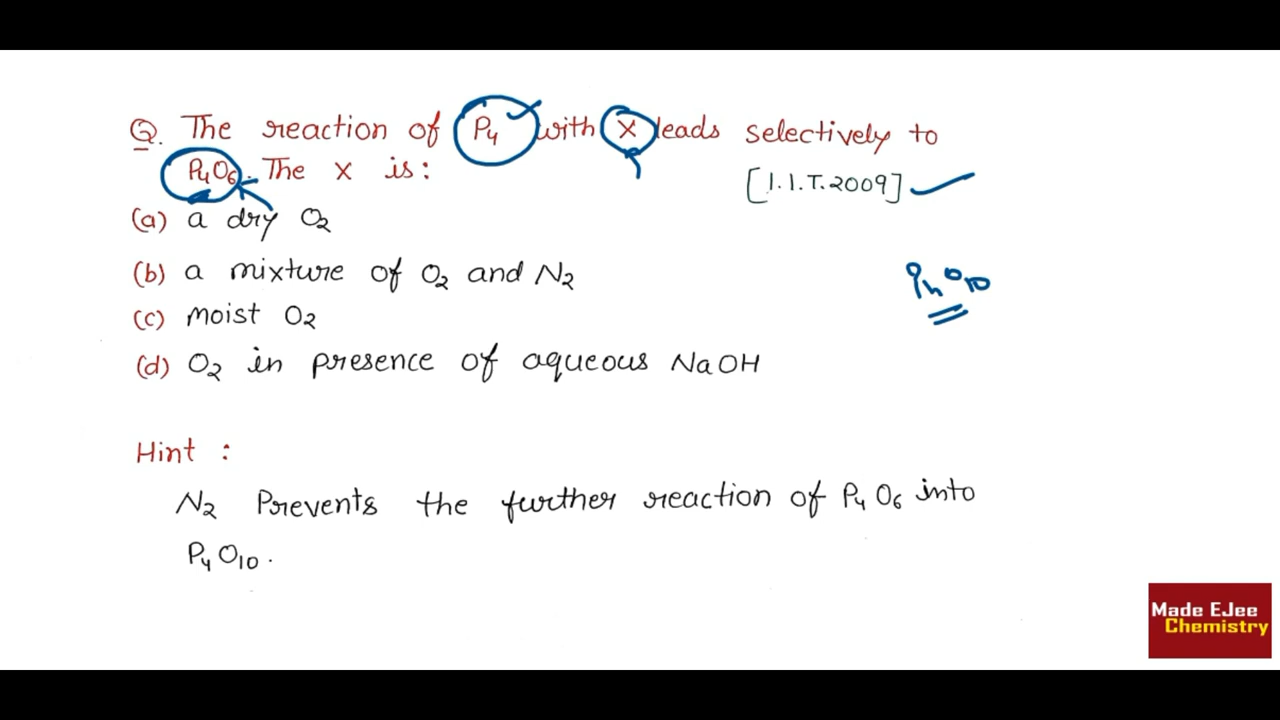 Q. The reaction of P4 with X leads selectively to
P4O6. The X is:
[I.I.T.2009]
(a) a dry O2
(b) a mixture of O2 and N2
P4O10
(c) moist O2
(d) O2 in presence of aqueous NaOH
Hint :
N2 Prevents the further reaction of P4O6 into
P4O10.
Made EJee
Chemistry